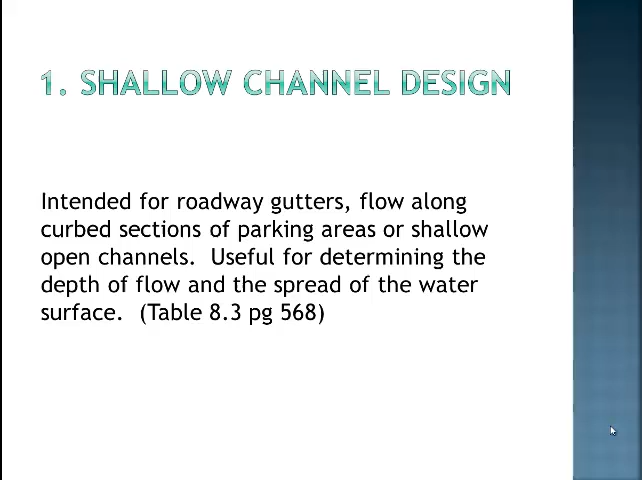 1. SHALLOW CHANNEL DESIGN
Intended for roadway gutters, flow along
curbed sections of parking areas or shallow
open channels.  Useful for determining the
depth of flow and the spread of the water
surface.  (Table 8.3 pg 568)